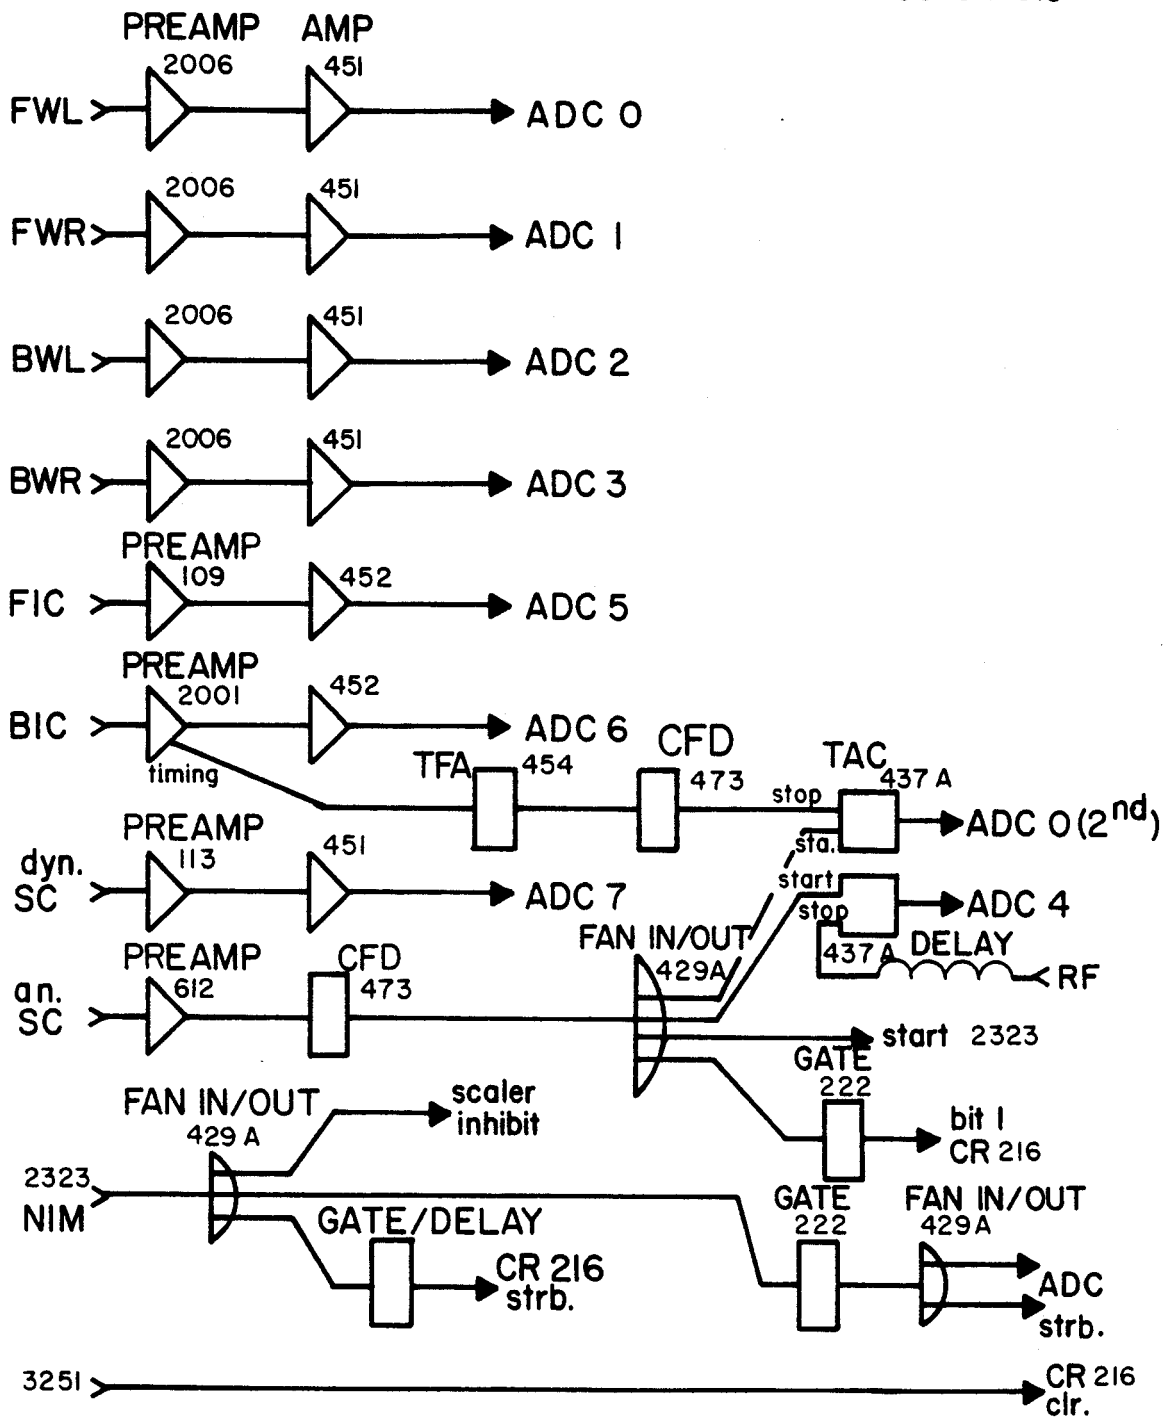 PREAMP AMP
2006 451
FWL ADC 0
2006 451
FWR ADC 1
2006 451
BWL ADC 2
2006 451
BWR ADC 3
PREAMP
109 452
FIC ADC 5
PREAMP
2001 452
BIC ADC 6
timing
TFA 454
CFD 473
TAC
437 A
stop
sta.
ADC 0 (2nd)
PREAMP
dyn. 113 451
SC ADC 7
start
stop
ADC 4
437 A DELAY
RF
PREAMP CFD
an. 612 473
SC
FAN IN/OUT
429A
start 2323
GATE
222
bit 1
CR 216
FAN IN/OUT
429 A
scaler
inhibit
2323
NIM
GATE/DELAY
CR 216
strb.
GATE
222
FAN IN/OUT
429A
ADC
strb.
3251
CR 216
clr.